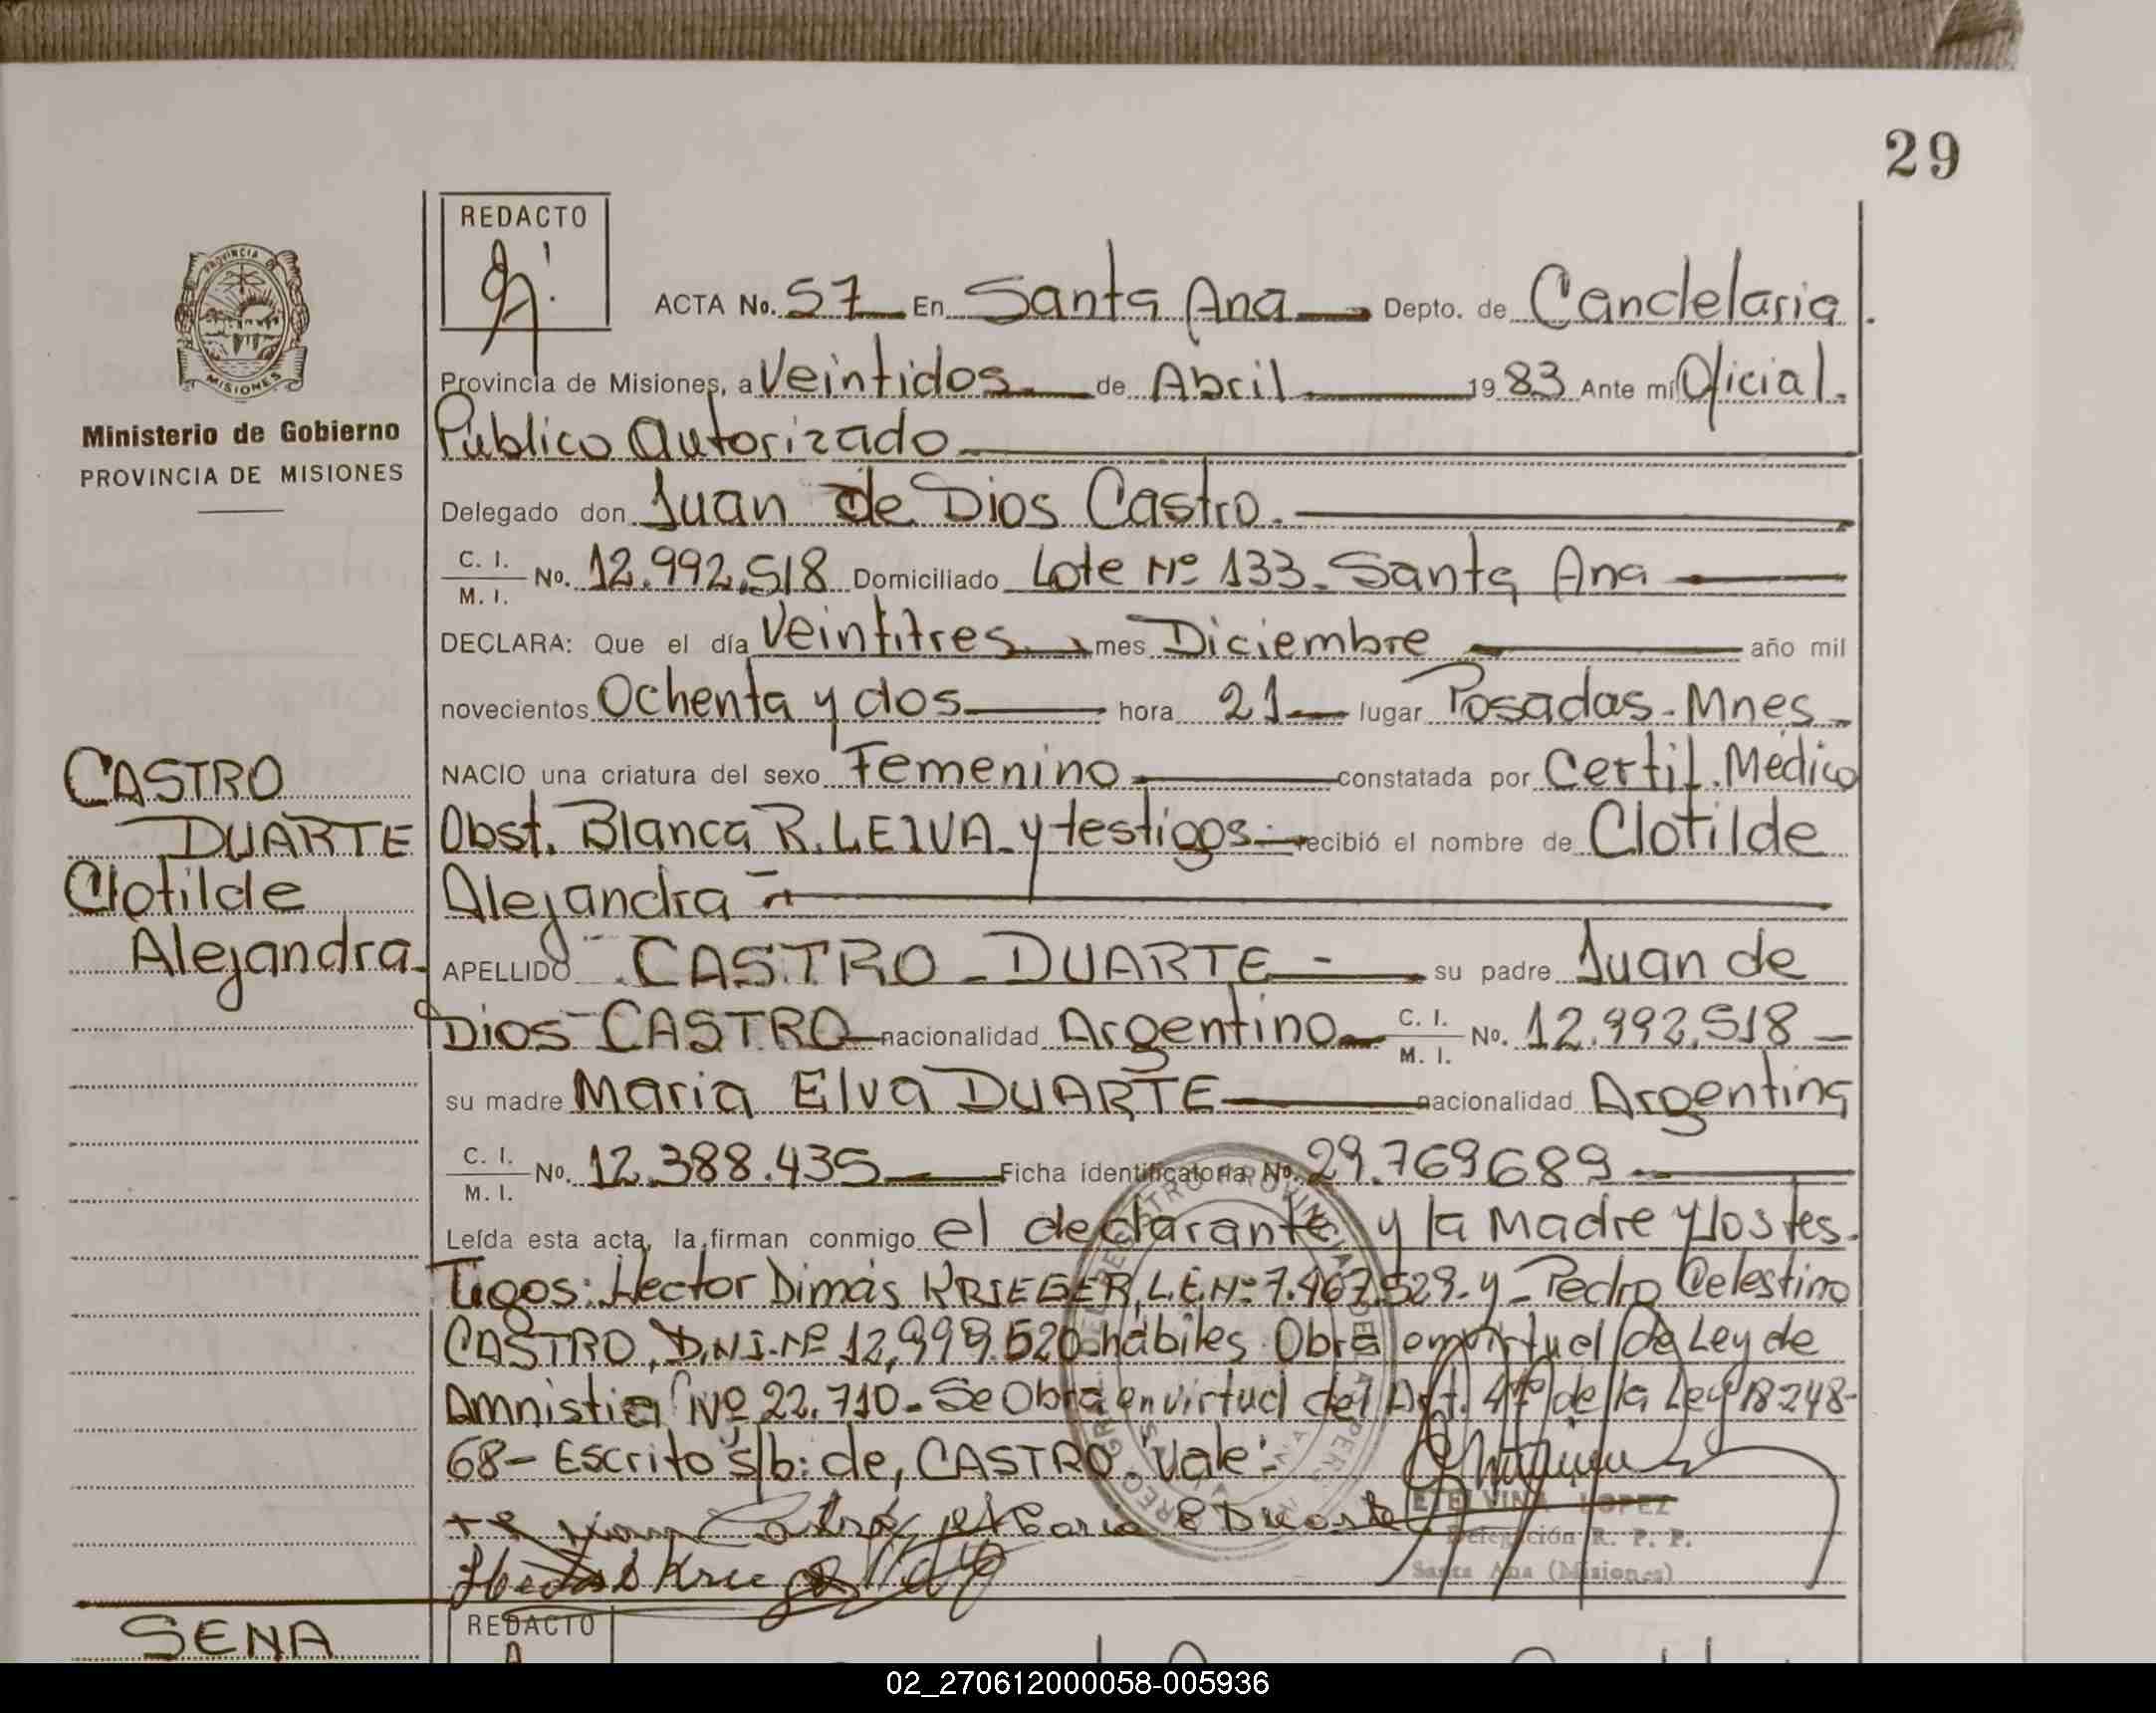 29
REDACTO
ACTA No. 57 En Santa Ana Depto. de Candelaria
Provincia de Misiones, a Veintidos de Abril 1983 Ante mi Oficial.
Publico Autorizado
Ministerio de Gobierno
PROVINCIA DE MISIONES
Delegado don Juan de Dios Castro.
C. I.
M. I. No. 12.992.518 Domiciliado Lote Nº 133. Santa Ana
DECLARA: Que el día Veintitres mes Diciembre año mil
novecientos Ochenta y dos hora 21 lugar Posadas - Mnes
NACIO una criatura del sexo Femenino constatada por Certif. Médico
Obst. Blanca R. LEIVA y testigos recibió el nombre de Clotilde
Alejandra
APELLIDO CASTRO - DUARTE su padre Juan de
Dios CASTRO nacionalidad Argentino C. I.
M. I. No. 12.992.518
su madre Maria Elva DUARTE nacionalidad Argentina
C. I.
M. I. No. 12.388.435 Ficha identificatoria No. 29.769689
Leída esta acta, la firman conmigo el declarante y la Madre y los tes-
tigos: Hector Dimás KRIEGER, L.E.Nº 7.467.529 - y - Pedro Celestino
CASTRO, D.N.I. Nº 12,999.520 hábiles. Obra en virtud de Ley de
Amnistia Nº 22.710 - Se Obra en virtud del Art. 4to de la Ley 18248-
68 - Escrito s/b: de, CASTRO. Vale
CASTRO
DUARTE
Clotilde
Alejandra
ETELVINA LOPEZ
Delegación R. P. P.
Santa Ana (Misiones)
SENA
REDACTO
02_270612000058-005936